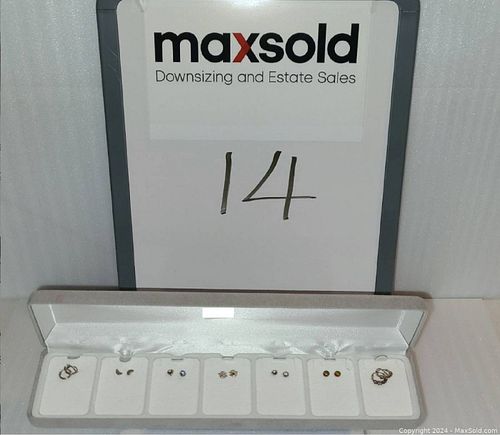 maxsold
Downsizing and Estate Sales
14
Copyright 2024 - MaxSold.com